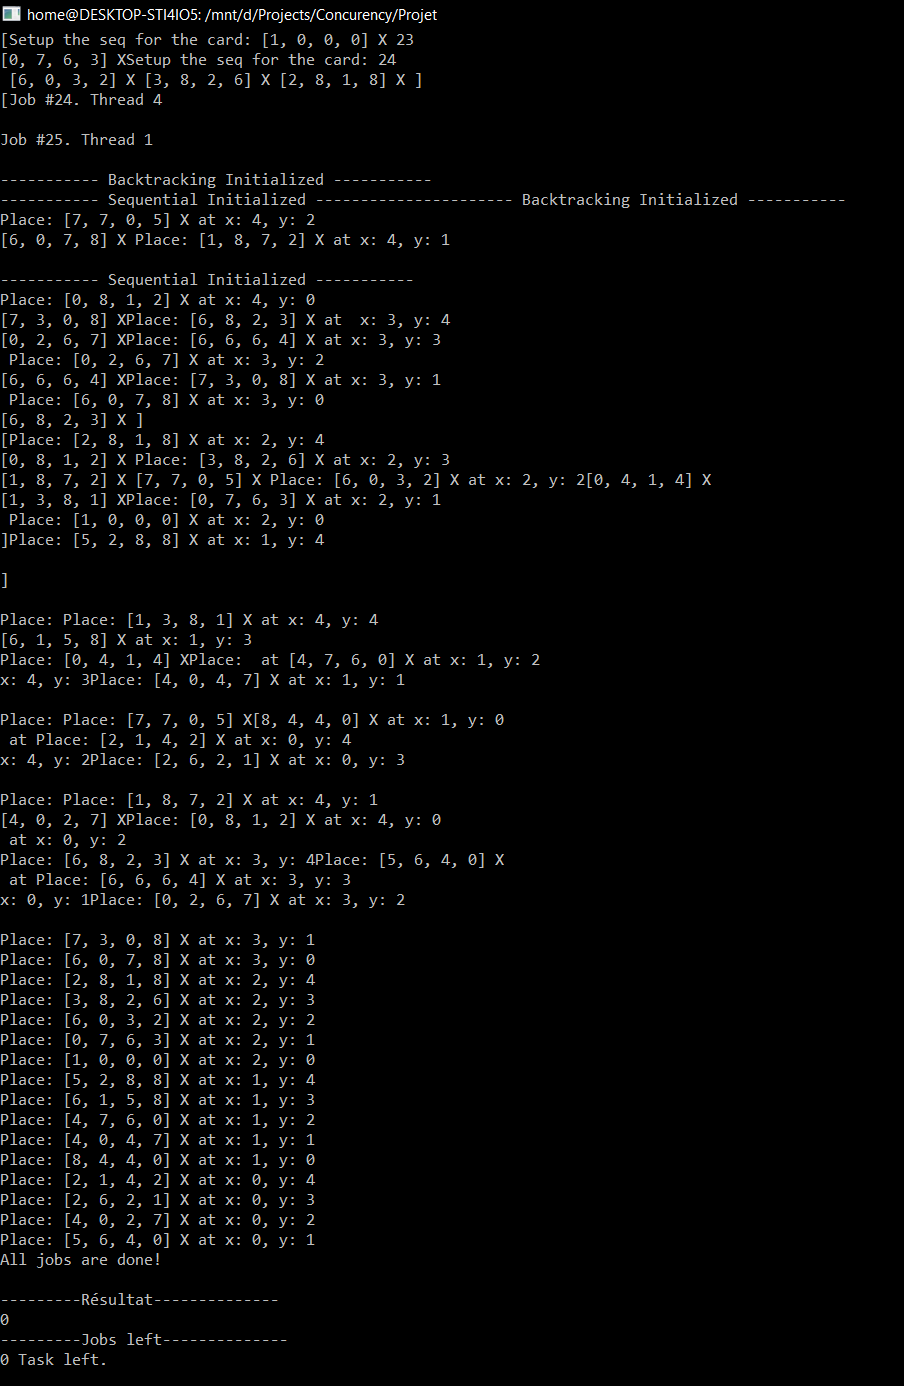 home@DESKTOP-STI4IO5: /mnt/d/Projects/Concurency/Projet
[Setup the seq for the card: [1, 0, 0, 0] X 23
[0, 7, 6, 3] XSetup the seq for the card: 24
 [6, 0, 3, 2] X [3, 8, 2, 6] X [2, 8, 1, 8] X ]
[Job #24. Thread 4
Job #25. Thread 1
----------- Backtracking Initialized -----------
----------- Sequential Initialized ---------------------- Backtracking Initialized -----------
Place: [7, 7, 0, 5] X at x: 4, y: 2
[6, 0, 7, 8] X Place: [1, 8, 7, 2] X at x: 4, y: 1
----------- Sequential Initialized -----------
Place: [0, 8, 1, 2] X at x: 4, y: 0
[7, 3, 0, 8] XPlace: [6, 8, 2, 3] X at  x: 3, y: 4
[0, 2, 6, 7] XPlace: [6, 6, 6, 4] X at x: 3, y: 3
 Place: [0, 2, 6, 7] X at x: 3, y: 2
[6, 6, 6, 4] XPlace: [7, 3, 0, 8] X at x: 3, y: 1
 Place: [6, 0, 7, 8] X at x: 3, y: 0
[6, 8, 2, 3] X ]
[Place: [2, 8, 1, 8] X at x: 2, y: 4
[0, 8, 1, 2] X Place: [3, 8, 2, 6] X at x: 2, y: 3
[1, 8, 7, 2] X [7, 7, 0, 5] X Place: [6, 0, 3, 2] X at x: 2, y: 2[0, 4, 1, 4] X
[1, 3, 8, 1] XPlace: [0, 7, 6, 3] X at x: 2, y: 1
 Place: [1, 0, 0, 0] X at x: 2, y: 0
]Place: [5, 2, 8, 8] X at x: 1, y: 4
]
Place: Place: [1, 3, 8, 1] X at x: 4, y: 4
[6, 1, 5, 8] X at x: 1, y: 3
Place: [0, 4, 1, 4] XPlace:  at [4, 7, 6, 0] X at x: 1, y: 2
x: 4, y: 3Place: [4, 0, 4, 7] X at x: 1, y: 1
Place: Place: [7, 7, 0, 5] X[8, 4, 4, 0] X at x: 1, y: 0
 at Place: [2, 1, 4, 2] X at x: 0, y: 4
x: 4, y: 2Place: [2, 6, 2, 1] X at x: 0, y: 3
Place: Place: [1, 8, 7, 2] X at x: 4, y: 1
[4, 0, 2, 7] XPlace: [0, 8, 1, 2] X at x: 4, y: 0
 at x: 0, y: 2
Place: [6, 8, 2, 3] X at x: 3, y: 4Place: [5, 6, 4, 0] X
 at Place: [6, 6, 6, 4] X at x: 3, y: 3
x: 0, y: 1Place: [0, 2, 6, 7] X at x: 3, y: 2
Place: [7, 3, 0, 8] X at x: 3, y: 1
Place: [6, 0, 7, 8] X at x: 3, y: 0
Place: [2, 8, 1, 8] X at x: 2, y: 4
Place: [3, 8, 2, 6] X at x: 2, y: 3
Place: [6, 0, 3, 2] X at x: 2, y: 2
Place: [0, 7, 6, 3] X at x: 2, y: 1
Place: [1, 0, 0, 0] X at x: 2, y: 0
Place: [5, 2, 8, 8] X at x: 1, y: 4
Place: [6, 1, 5, 8] X at x: 1, y: 3
Place: [4, 7, 6, 0] X at x: 1, y: 2
Place: [4, 0, 4, 7] X at x: 1, y: 1
Place: [8, 4, 4, 0] X at x: 1, y: 0
Place: [2, 1, 4, 2] X at x: 0, y: 4
Place: [2, 6, 2, 1] X at x: 0, y: 3
Place: [4, 0, 2, 7] X at x: 0, y: 2
Place: [5, 6, 4, 0] X at x: 0, y: 1
All jobs are done!
---------Résultat--------------
0
---------Jobs left--------------
0 Task left.